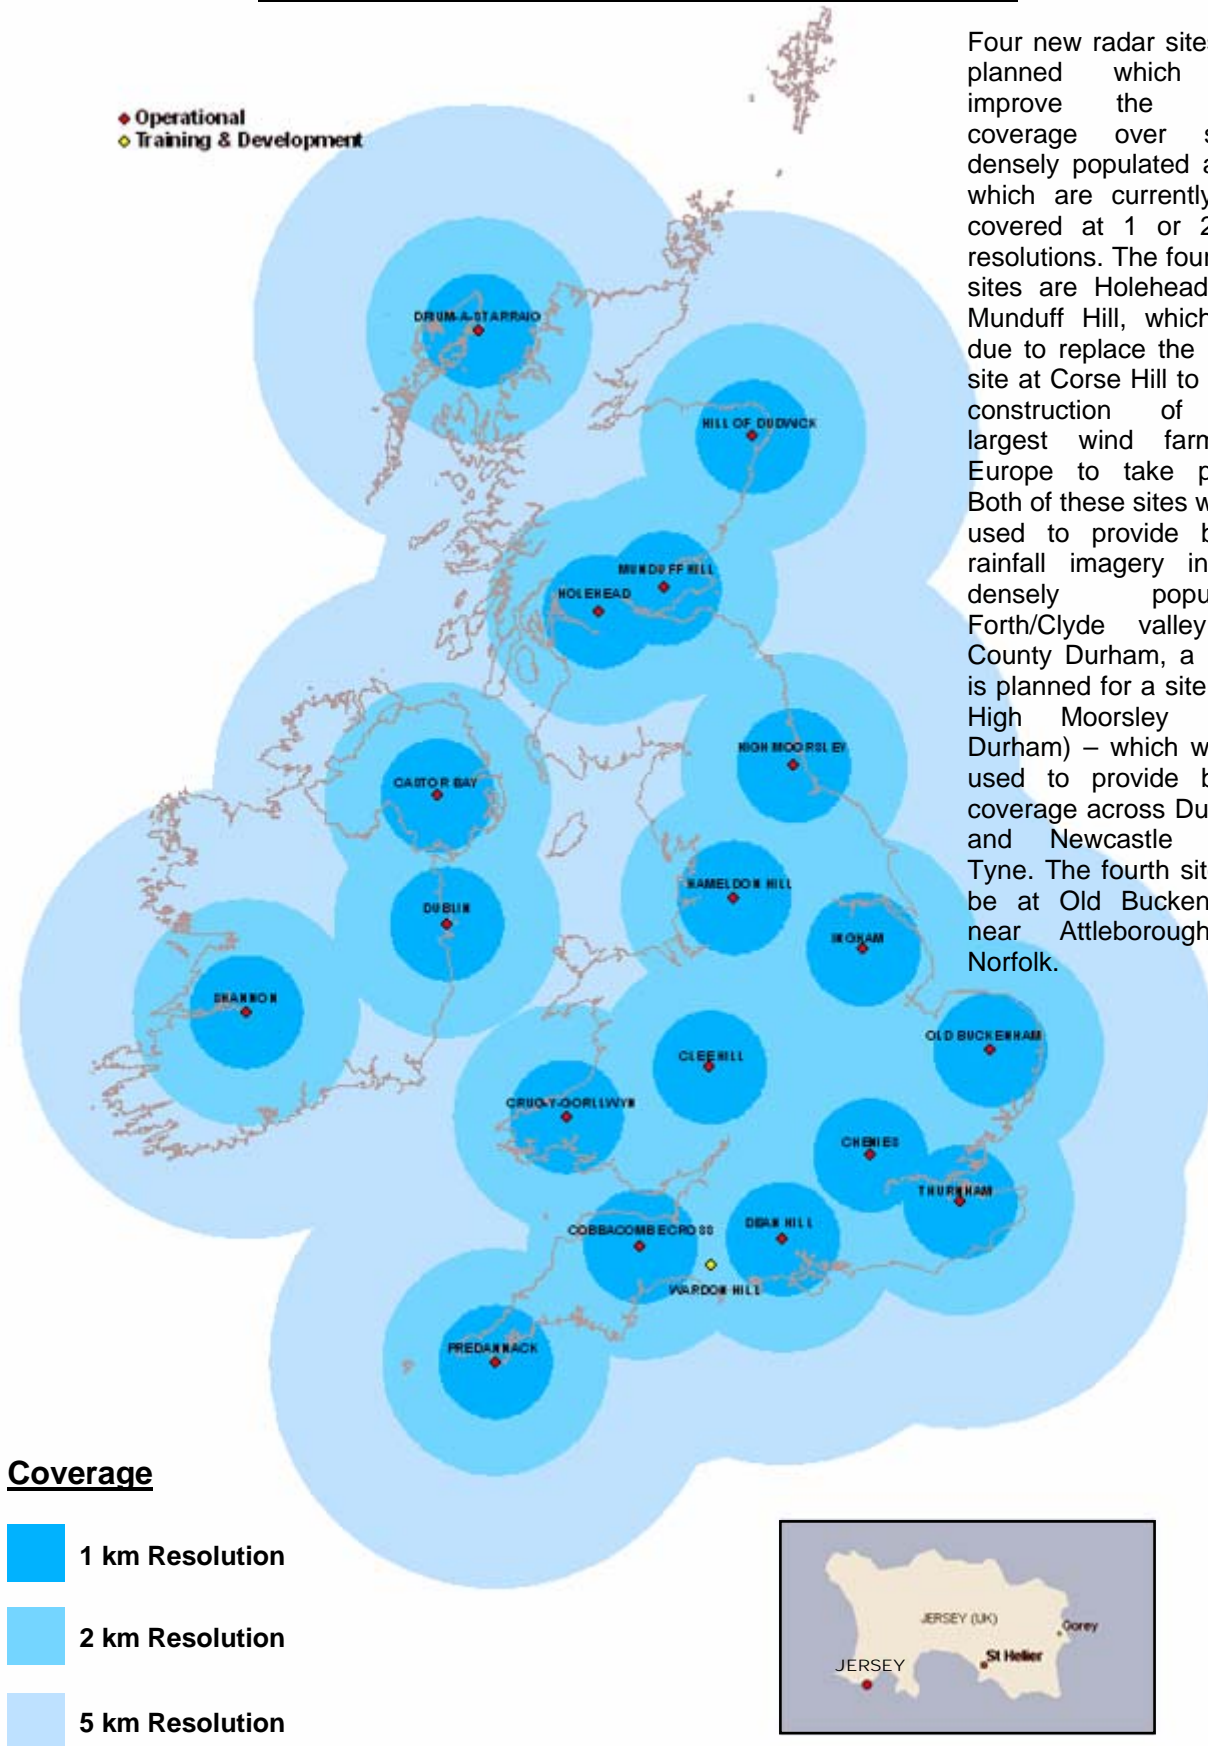 Four new radar sites
planned which
improve the
coverage over s
densely populated a
which are currently
covered at 1 or 2
resolutions. The four
sites are Holehead
Munduff Hill, which
due to replace the
site at Corse Hill to
construction of
largest wind farm
Europe to take p
Both of these sites w
used to provide b
rainfall imagery in
densely popu
Forth/Clyde valley
County Durham, a
is planned for a site
High Moorsley
Durham) – which w
used to provide b
coverage across Du
and Newcastle
Tyne. The fourth site
be at Old Bucken
near Attleborough
Norfolk.
Operational
Training & Development
DRUIM-A-STARRAIG
HILL OF DUDWICK
MUNDUFF HILL
HOLEHEAD
HIGH MOORSLEY
CASTOR BAY
HAMELDON HILL
DUBLIN
INGHAM
SHANNON
OLD BUCKENHAM
CLEE HILL
CRUG-Y-GORLLWYN
CHENIES
THURNHAM
COBBACOMBE CROSS
DEAN HILL
WARDON HILL
PREDANNACK
Coverage
1 km Resolution
2 km Resolution
5 km Resolution
JERSEY (UK)
Gorey
St Helier
JERSEY